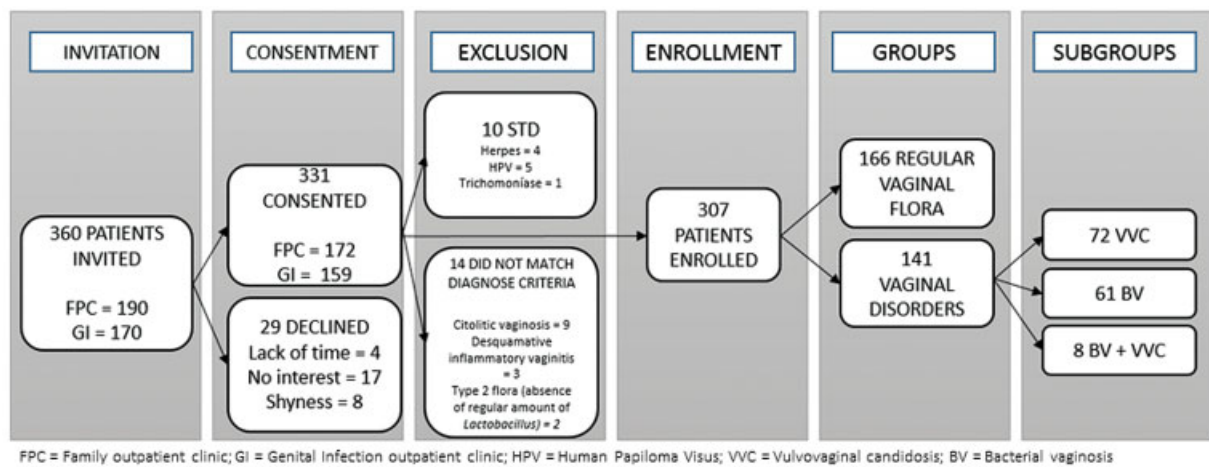 INVITATION
CONSENTMENT
EXCLUSION
ENROLLMENT
GROUPS
SUBGROUPS
360 PATIENTS
INVITED
FPC = 190
GI = 170
331
CONSENTED
FPC = 172
GI = 159
29 DECLINED
Lack of time = 4
No interest = 17
Shyness = 8
10 STD
Herpes = 4
HPV = 5
Trichomoníase = 1
14 DID NOT MATCH
DIAGNOSE CRITERIA
Citolitic vaginosis = 9
Desquamative
inflammatory vaginitis
= 3
Type 2 flora (absence
of regular amount of
Lactobacillus) = 2
307
PATIENTS
ENROLLED
166 REGULAR
VAGINAL
FLORA
141
VAGINAL
DISORDERS
72 VVC
61 BV
8 BV + VVC
FPC = Family outpatient clinic; GI = Genital Infection outpatient clinic; HPV = Human Papiloma Visus; VVC = Vulvovaginal candidosis; BV = Bacterial vaginosis